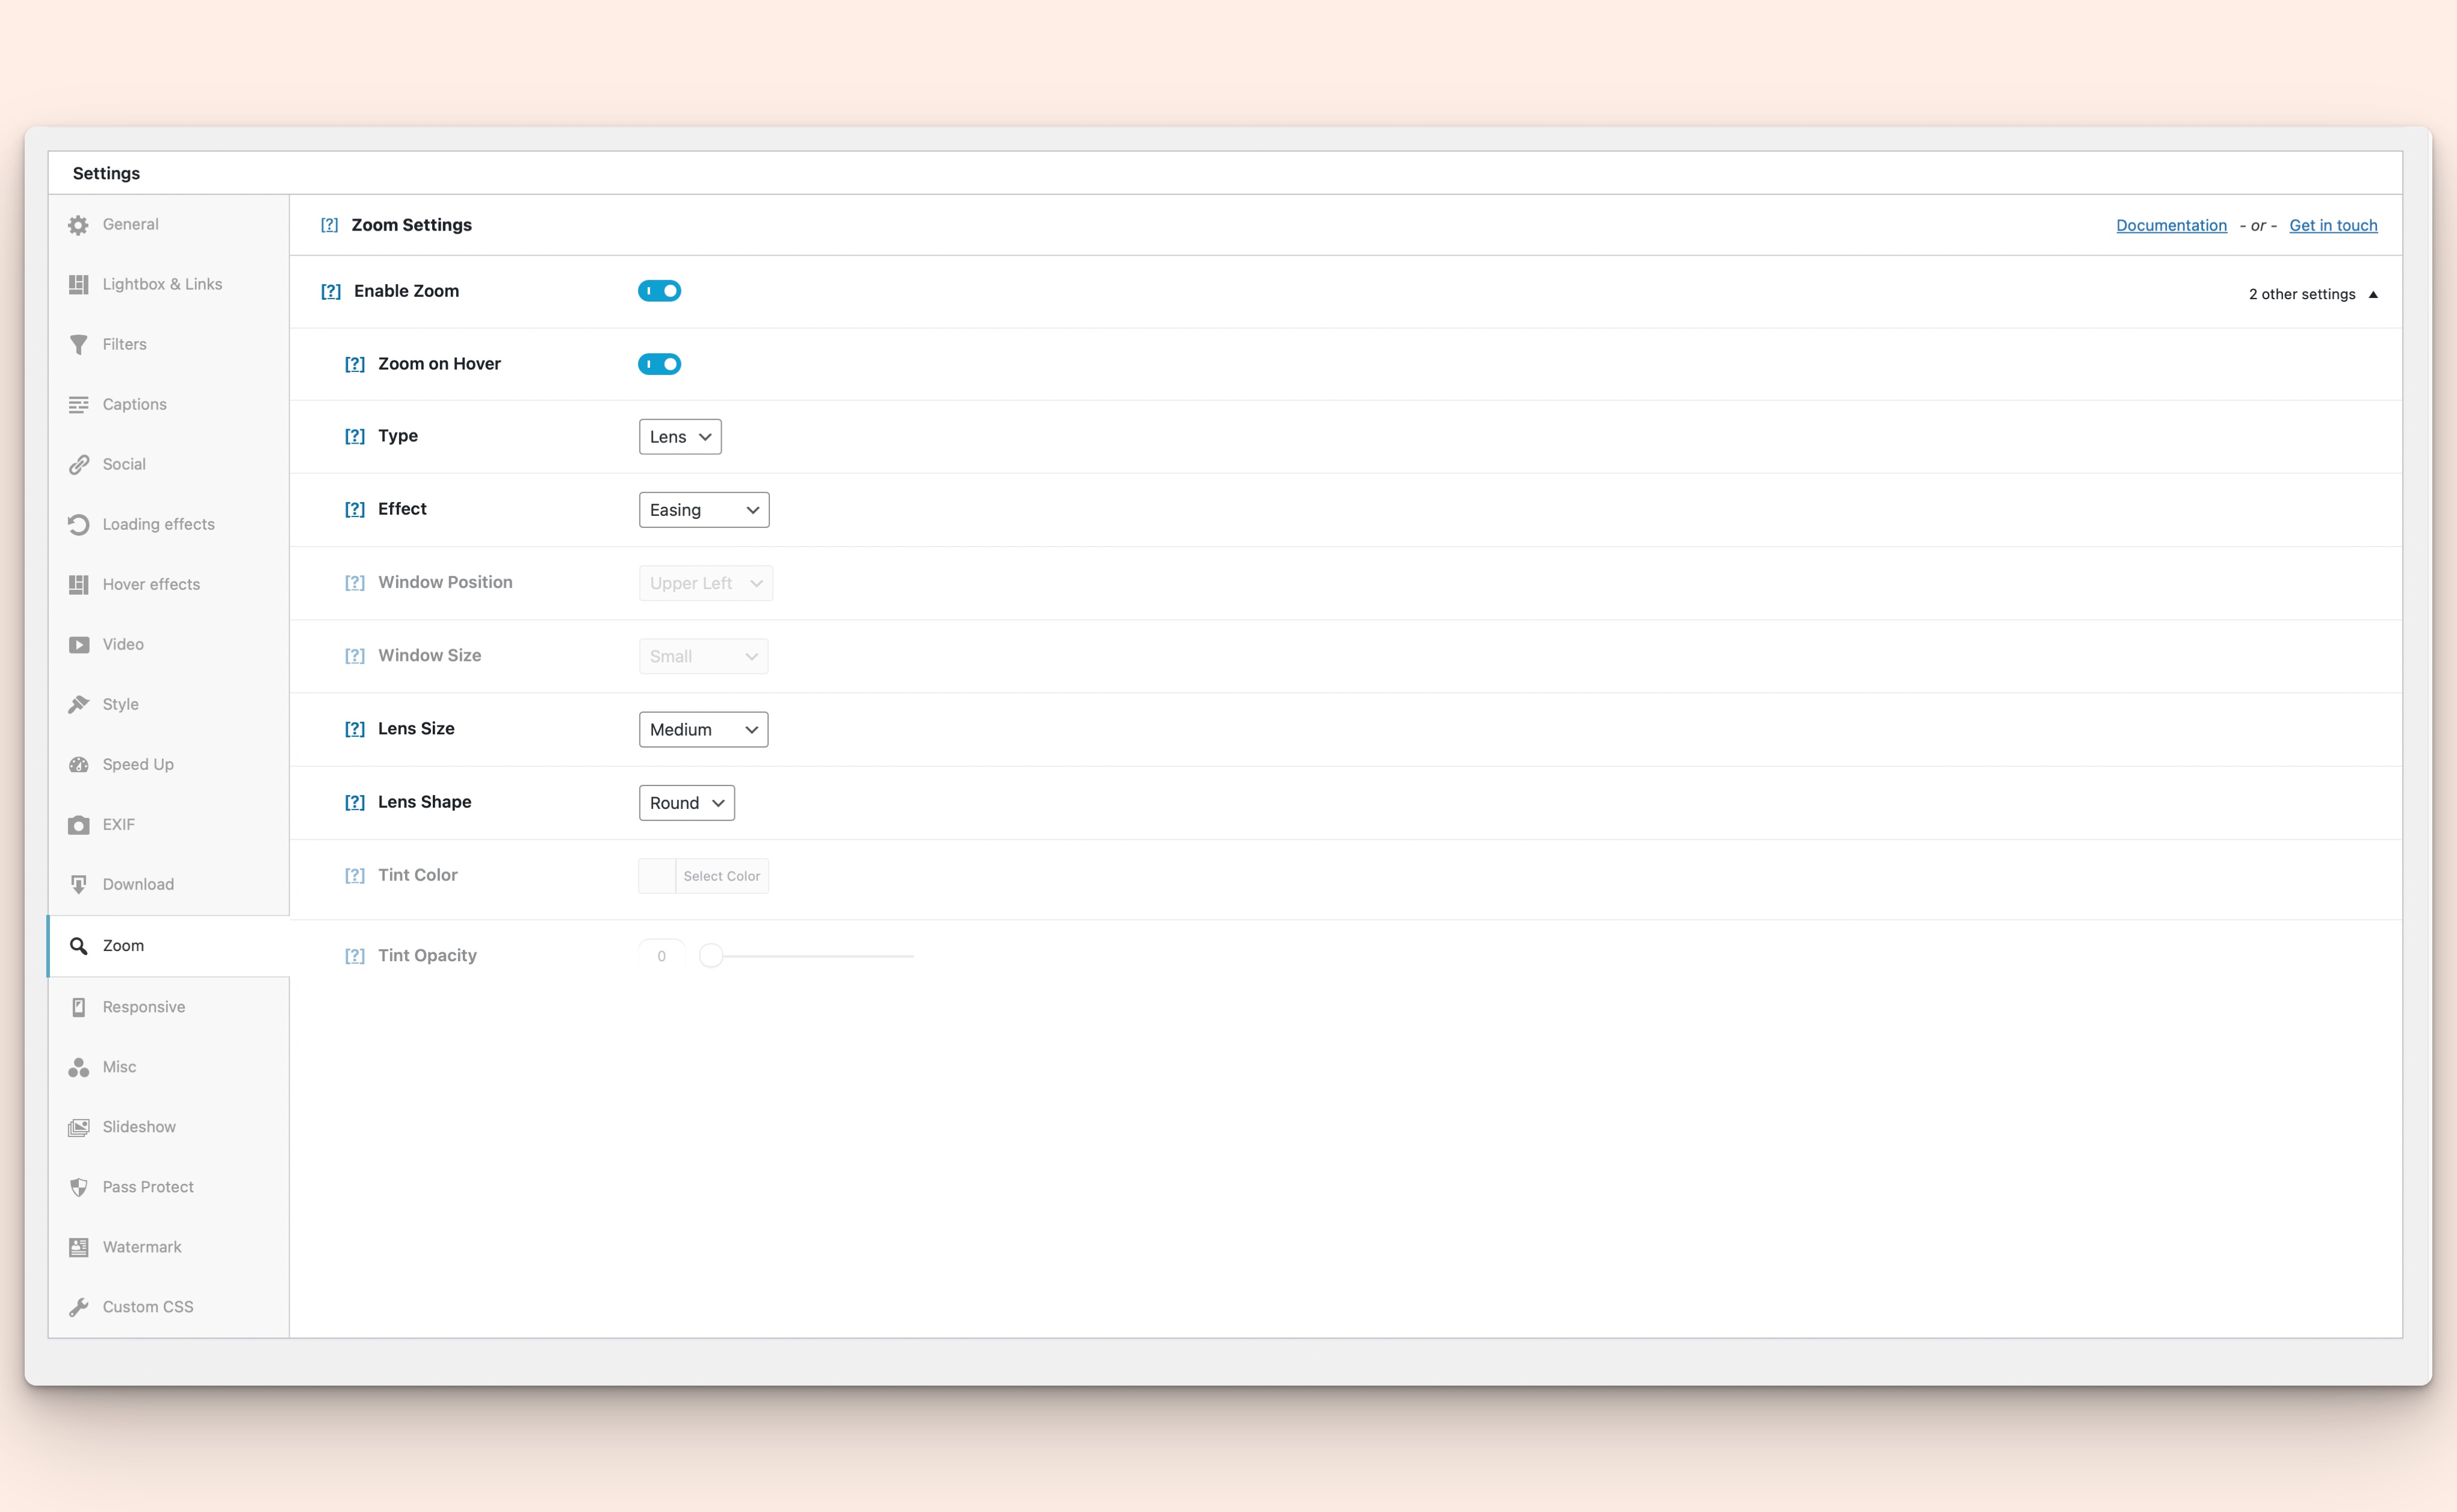 Settings
General
Lightbox & Links
Filters
Captions
Social
Loading effects
Hover effects
Video
Style
Speed Up
EXIF
Download
Zoom
Responsive
Misc
Slideshow
Pass Protect
Watermark
Custom CSS
[?] Zoom Settings Documentation - or - Get in touch
[?] Enable Zoom 2 other settings ▲
[?] Zoom on Hover
[?] Type Lens
[?] Effect Easing
[?] Window Position Upper Left
[?] Window Size Small
[?] Lens Size Medium
[?] Lens Shape Round
[?] Tint Color Select Color
[?] Tint Opacity 0